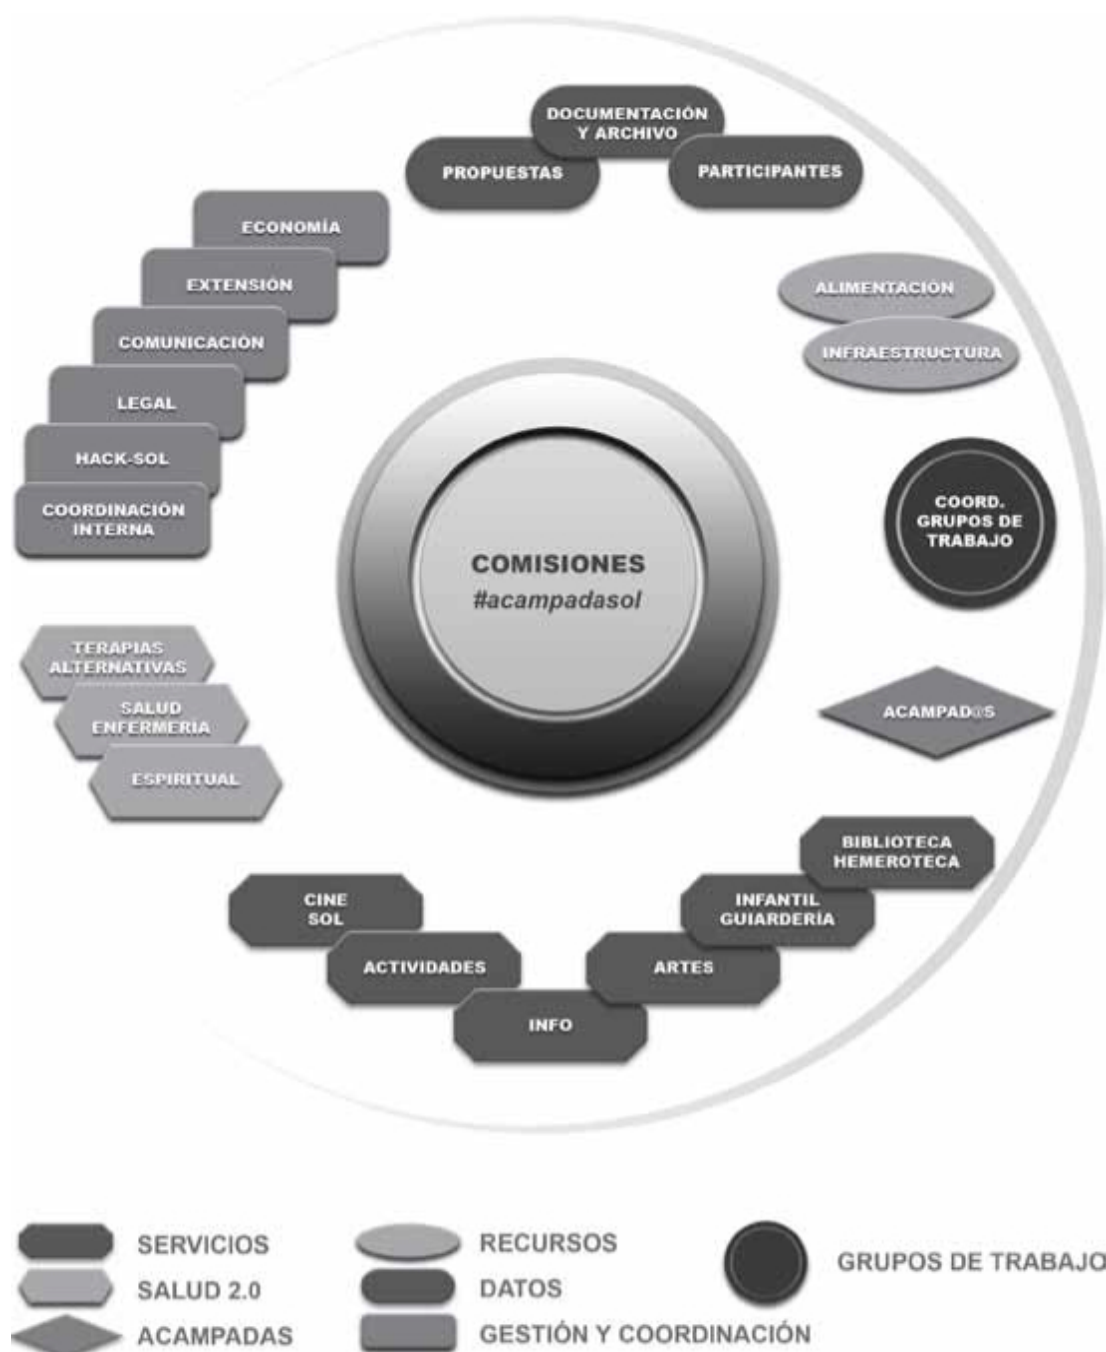 DOCUMENTACIÓN
Y ARCHIVO
PROPUESTAS
PARTICIPANTES
ECONOMÍA
EXTENSIÓN
COMUNICACIÓN
LEGAL
HACK-SOL
COORDINACIÓN
INTERNA
ALIMENTACIÓN
INFRAESTRUCTURA
COORD.
GRUPOS DE
TRABAJO
COMISIONES
#acampadasol
TERAPIAS
ALTERNATIVAS
SALUD
ENFERMERÍA
ESPIRITUAL
ACAMPAD@S
BIBLIOTECA
HEMEROTECA
INFANTIL
GUIARDERÍA
CINE
SOL
ACTIVIDADES
ARTES
INFO
SERVICIOS
SALUD 2.0
ACAMPADAS
RECURSOS
DATOS
GESTIÓN Y COORDINACIÓN
GRUPOS DE TRABAJO